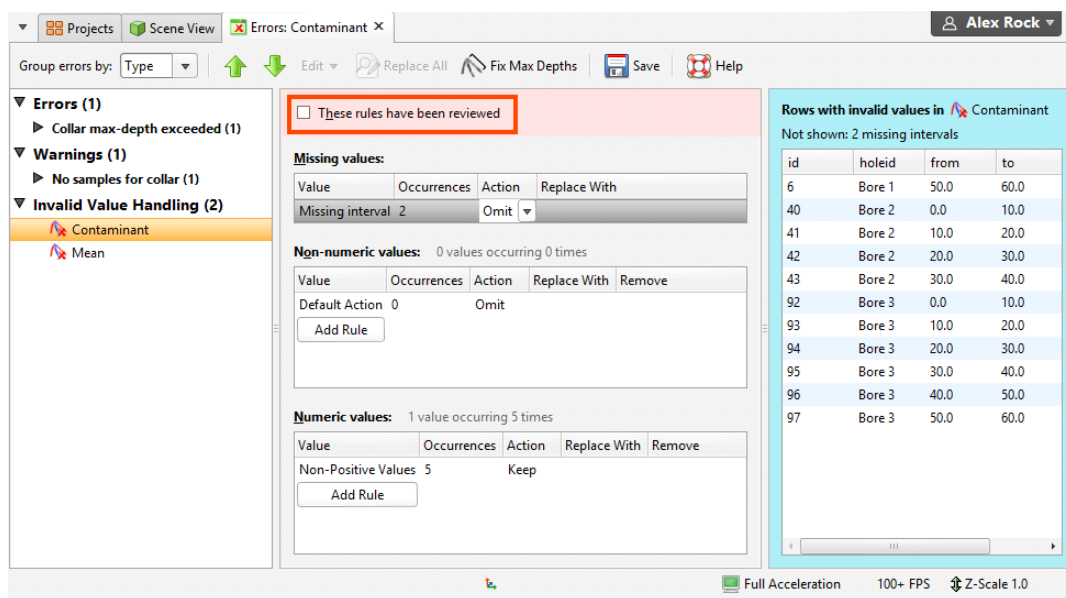 Projects Scene View Errors: Contaminant × Alex Rock
Group errors by: Type Edit Replace All Fix Max Depths Save Help
Errors (1)
Collar max-depth exceeded (1)
Warnings (1)
No samples for collar (1)
Invalid Value Handling (2)
Contaminant
Mean
These rules have been reviewed
Missing values:
Value Occurrences Action Replace With
Missing interval 2 Omit
Non-numeric values: 0 values occurring 0 times
Value Occurrences Action Replace With Remove
Default Action 0 Omit
Add Rule
Numeric values: 1 value occurring 5 times
Value Occurrences Action Replace With Remove
Non-Positive Values 5 Keep
Add Rule
Rows with invalid values in Contaminant
Not shown: 2 missing intervals
id holeid from to
6 Bore 1 50.0 60.0
40 Bore 2 0.0 10.0
41 Bore 2 10.0 20.0
42 Bore 2 20.0 30.0
43 Bore 2 30.0 40.0
92 Bore 3 0.0 10.0
93 Bore 3 10.0 20.0
94 Bore 3 20.0 30.0
95 Bore 3 30.0 40.0
96 Bore 3 40.0 50.0
97 Bore 3 50.0 60.0
Full Acceleration 100+ FPS Z-Scale 1.0